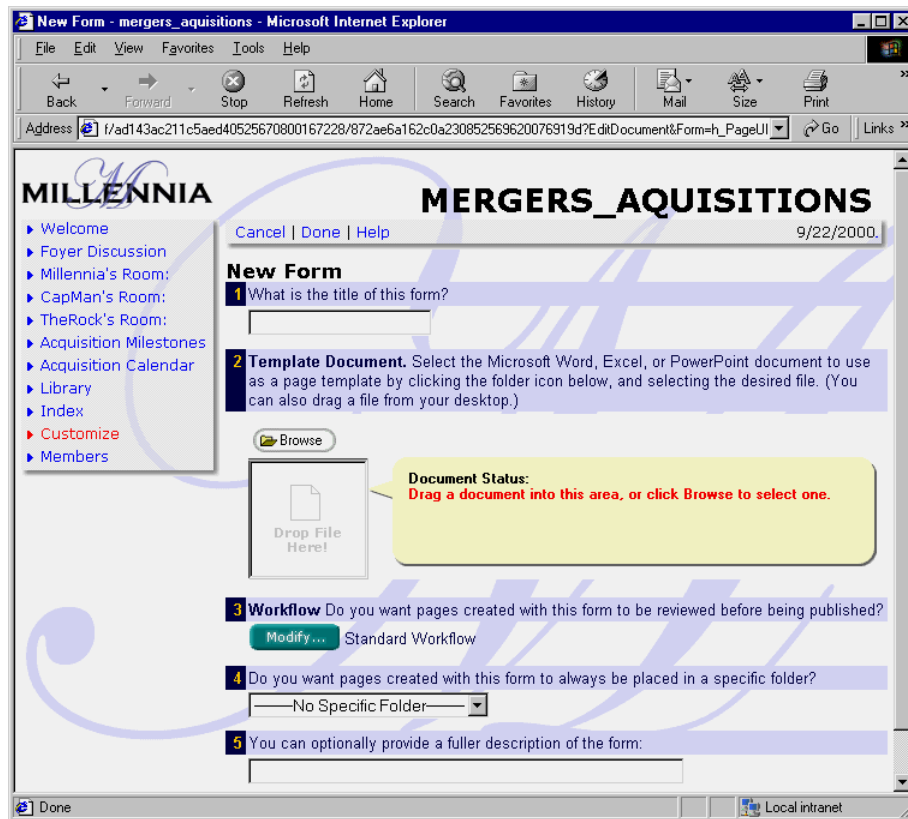 New Form - mergers_aquisitions - Microsoft Internet Explorer
File Edit View Favorites Tools Help
Back Forward Stop Refresh Home Search Favorites History Mail Size Print
Address f/ad143ac211c5aed40525670800167228/872ae6a162c0a230852569620076919d?EditDocument&Form=h_PageUI Go Links
MILLENNIA
MERGERS_AQUISITIONS
Cancel | Done | Help 9/22/2000.
Welcome
Foyer Discussion
Millennia's Room:
CapMan's Room:
TheRock's Room:
Acquisition Milestones
Acquisition Calendar
Library
Index
Customize
Members
New Form
1 What is the title of this form?
2 Template Document. Select the Microsoft Word, Excel, or PowerPoint document to use
as a page template by clicking the folder icon below, and selecting the desired file. (You
can also drag a file from your desktop.)
Browse
Drop File
Here!
Document Status:
Drag a document into this area, or click Browse to select one.
3 Workflow Do you want pages created with this form to be reviewed before being published?
Modify... Standard Workflow
4 Do you want pages created with this form to always be placed in a specific folder?
——No Specific Folder——
5 You can optionally provide a fuller description of the form:
Done Local intranet